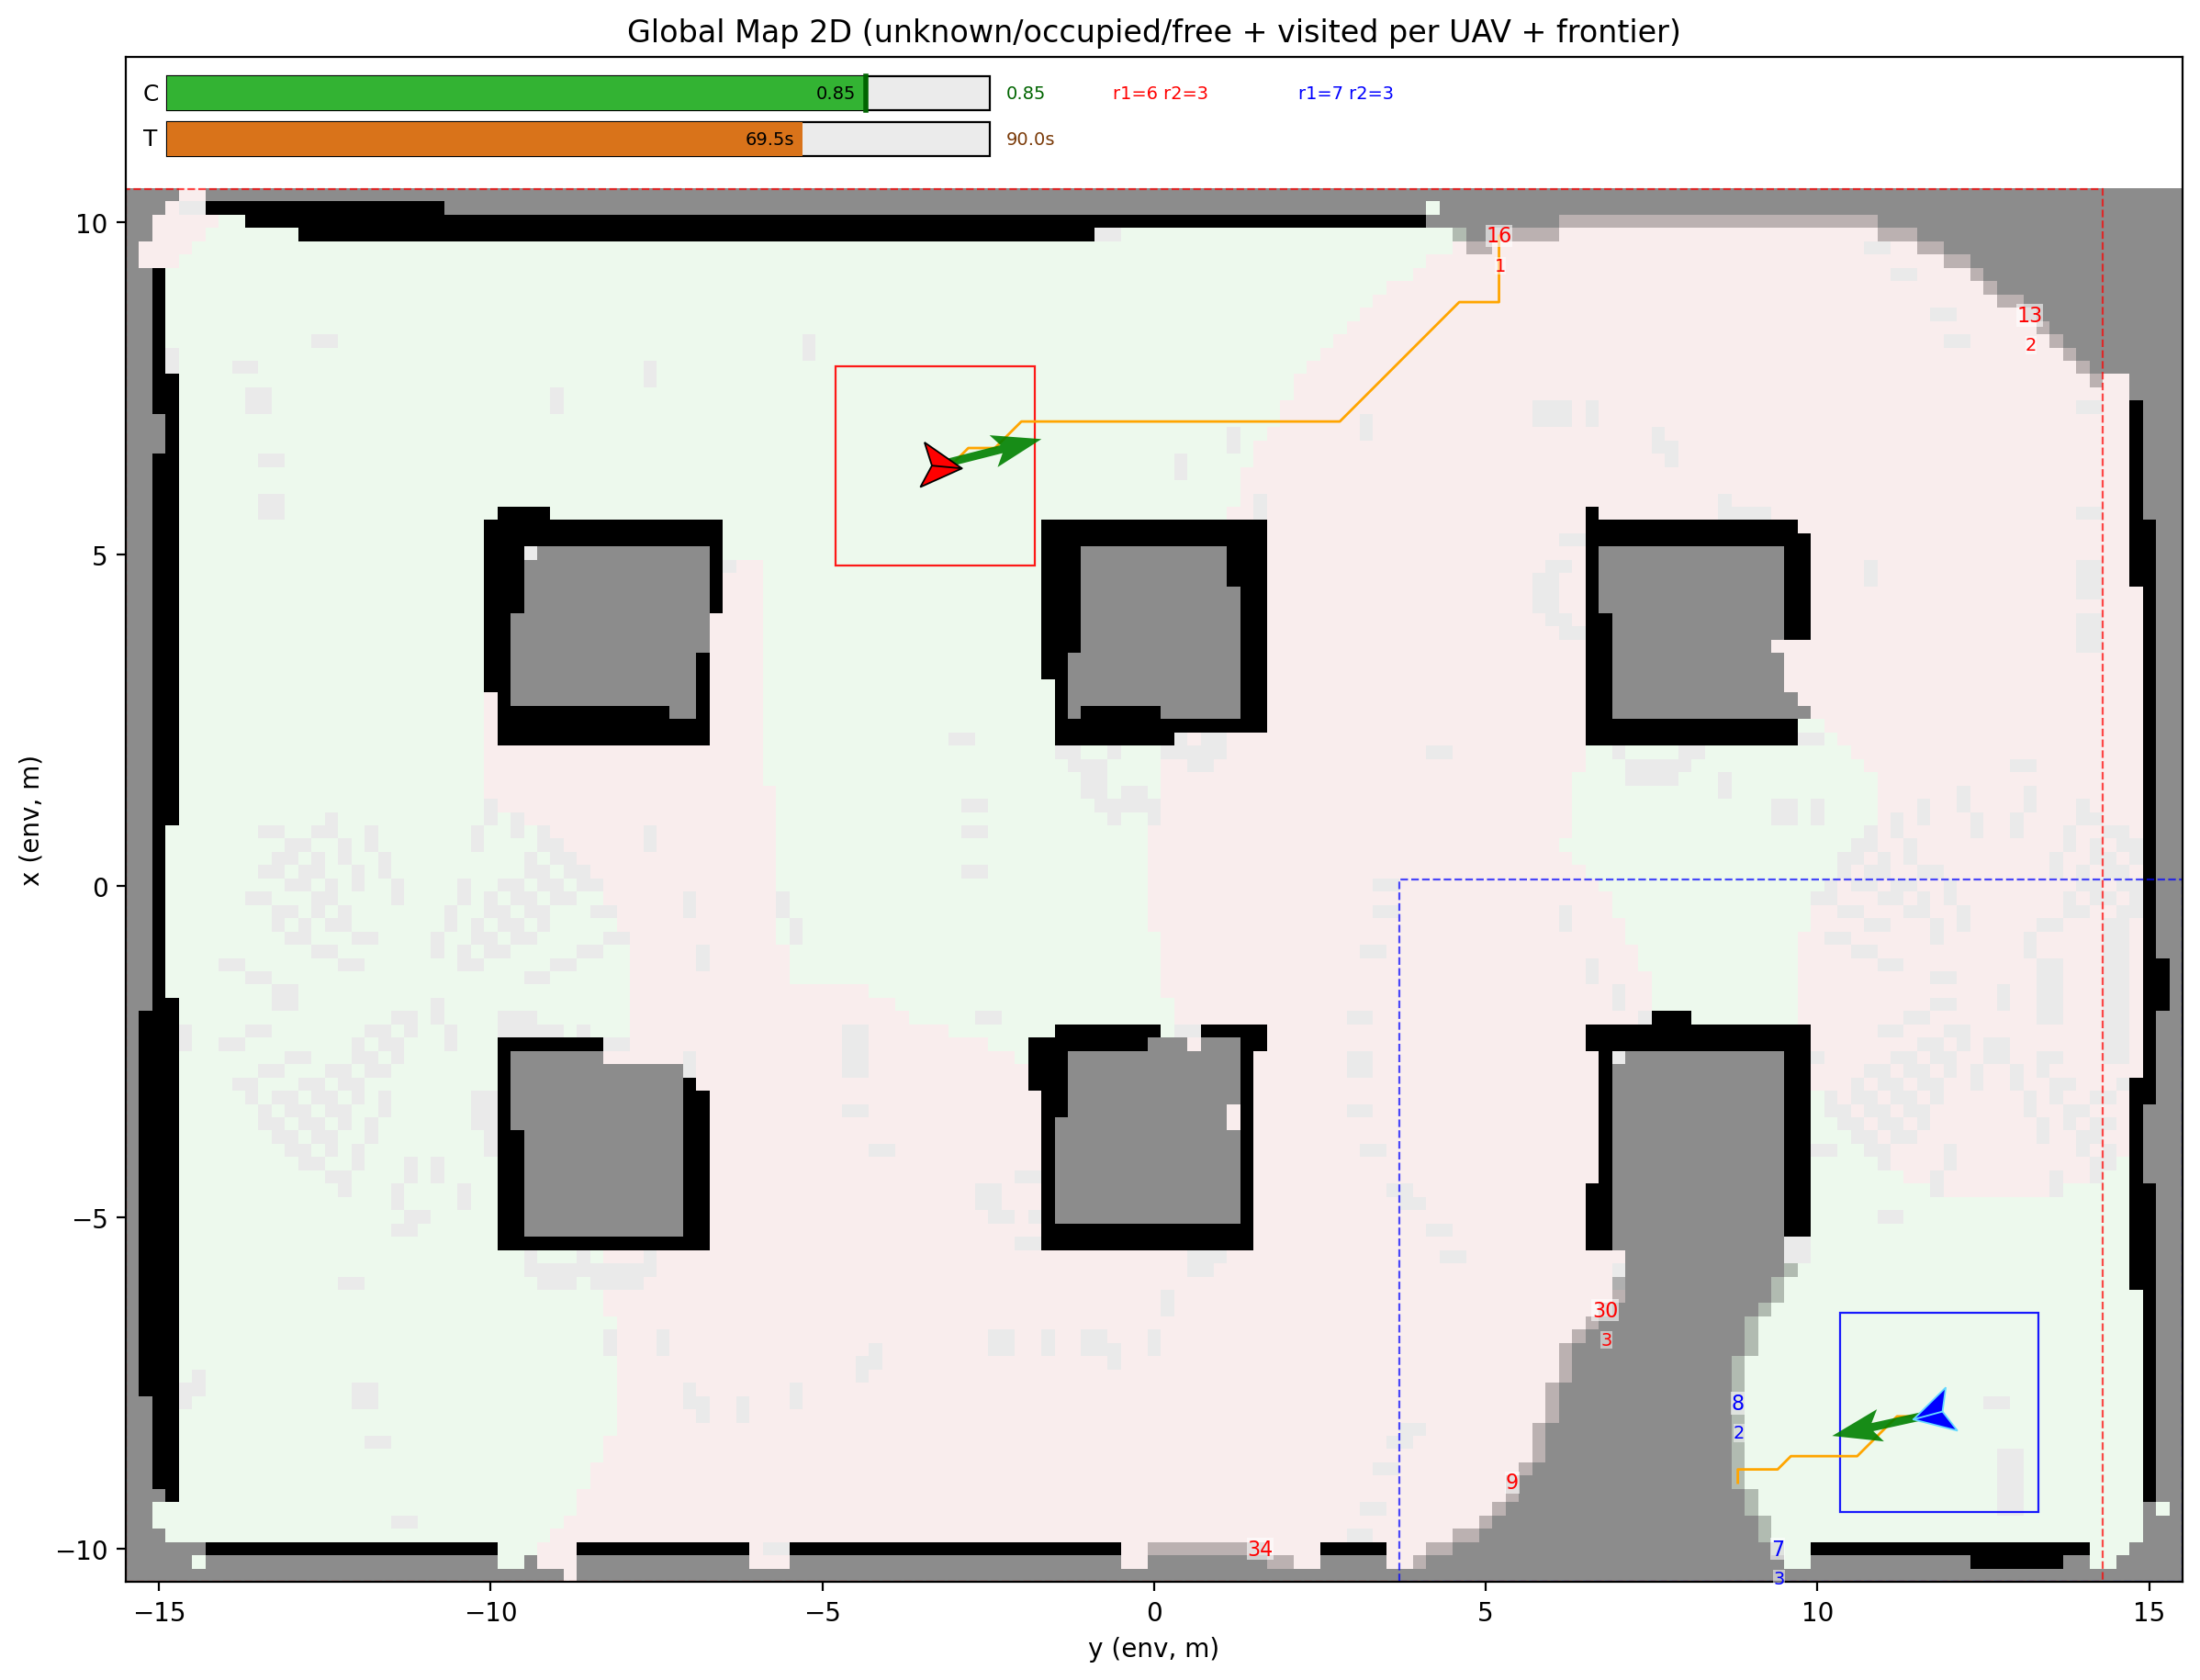 Global Map 2D (unknown/occupied/free + visited per UAV + frontier)
C 0.85 0.85 r1=6 r2=3 r1=7 r2=3
T 69.5s 90.0s
10
5
0
−5
−10
x (env, m)
16
1
13
2
30
3
8
2
9
34
7
3
−15 −10 −5 0 5 10 15
y (env, m)